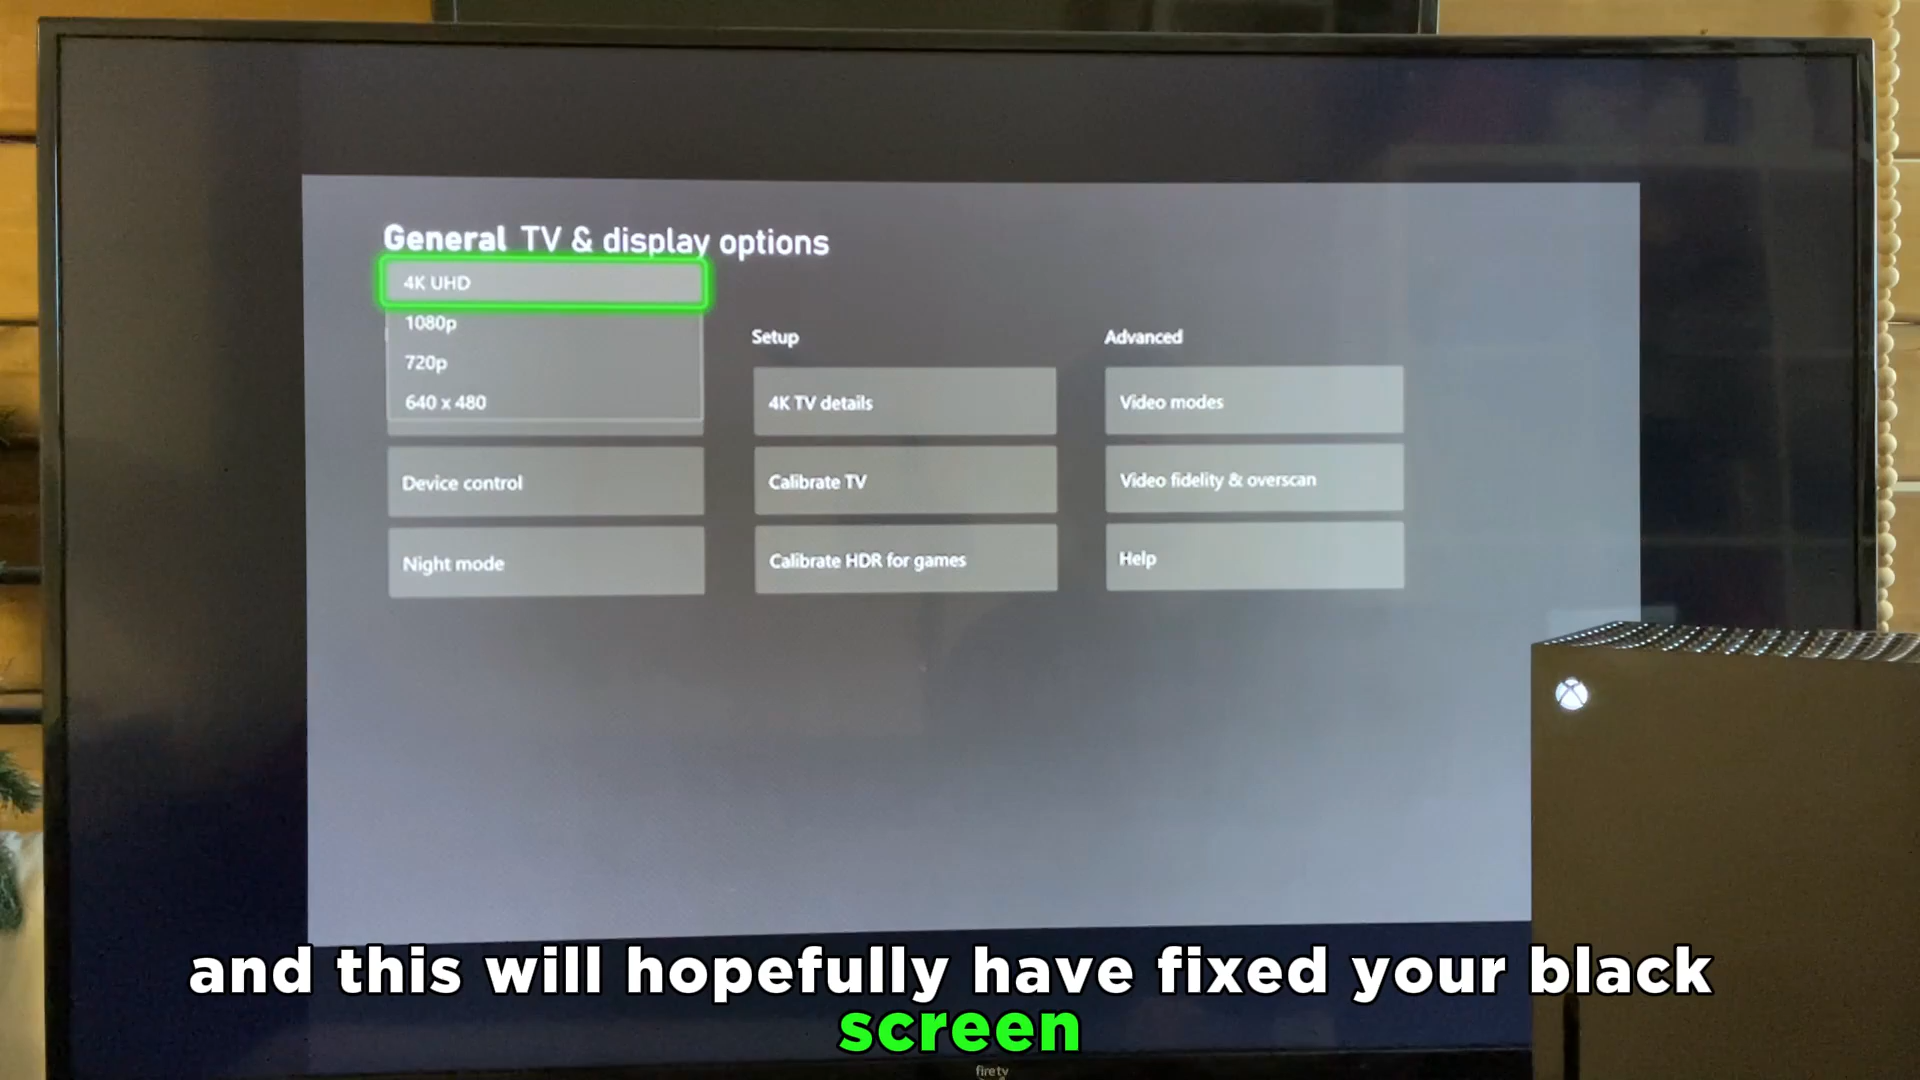 General TV & display options
4K UHD
1080p
720p
640 x 480
Device control
Night mode
Setup
4K TV details
Calibrate TV
Calibrate HDR for games
Advanced
Video modes
Video fidelity & overscan
Help
and this will hopefully have fixed your black
screen
fire tv